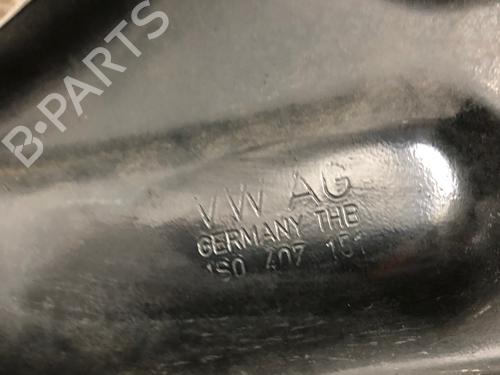 B-PARTS
VW AG
GERMANY THB
1S0 407 151